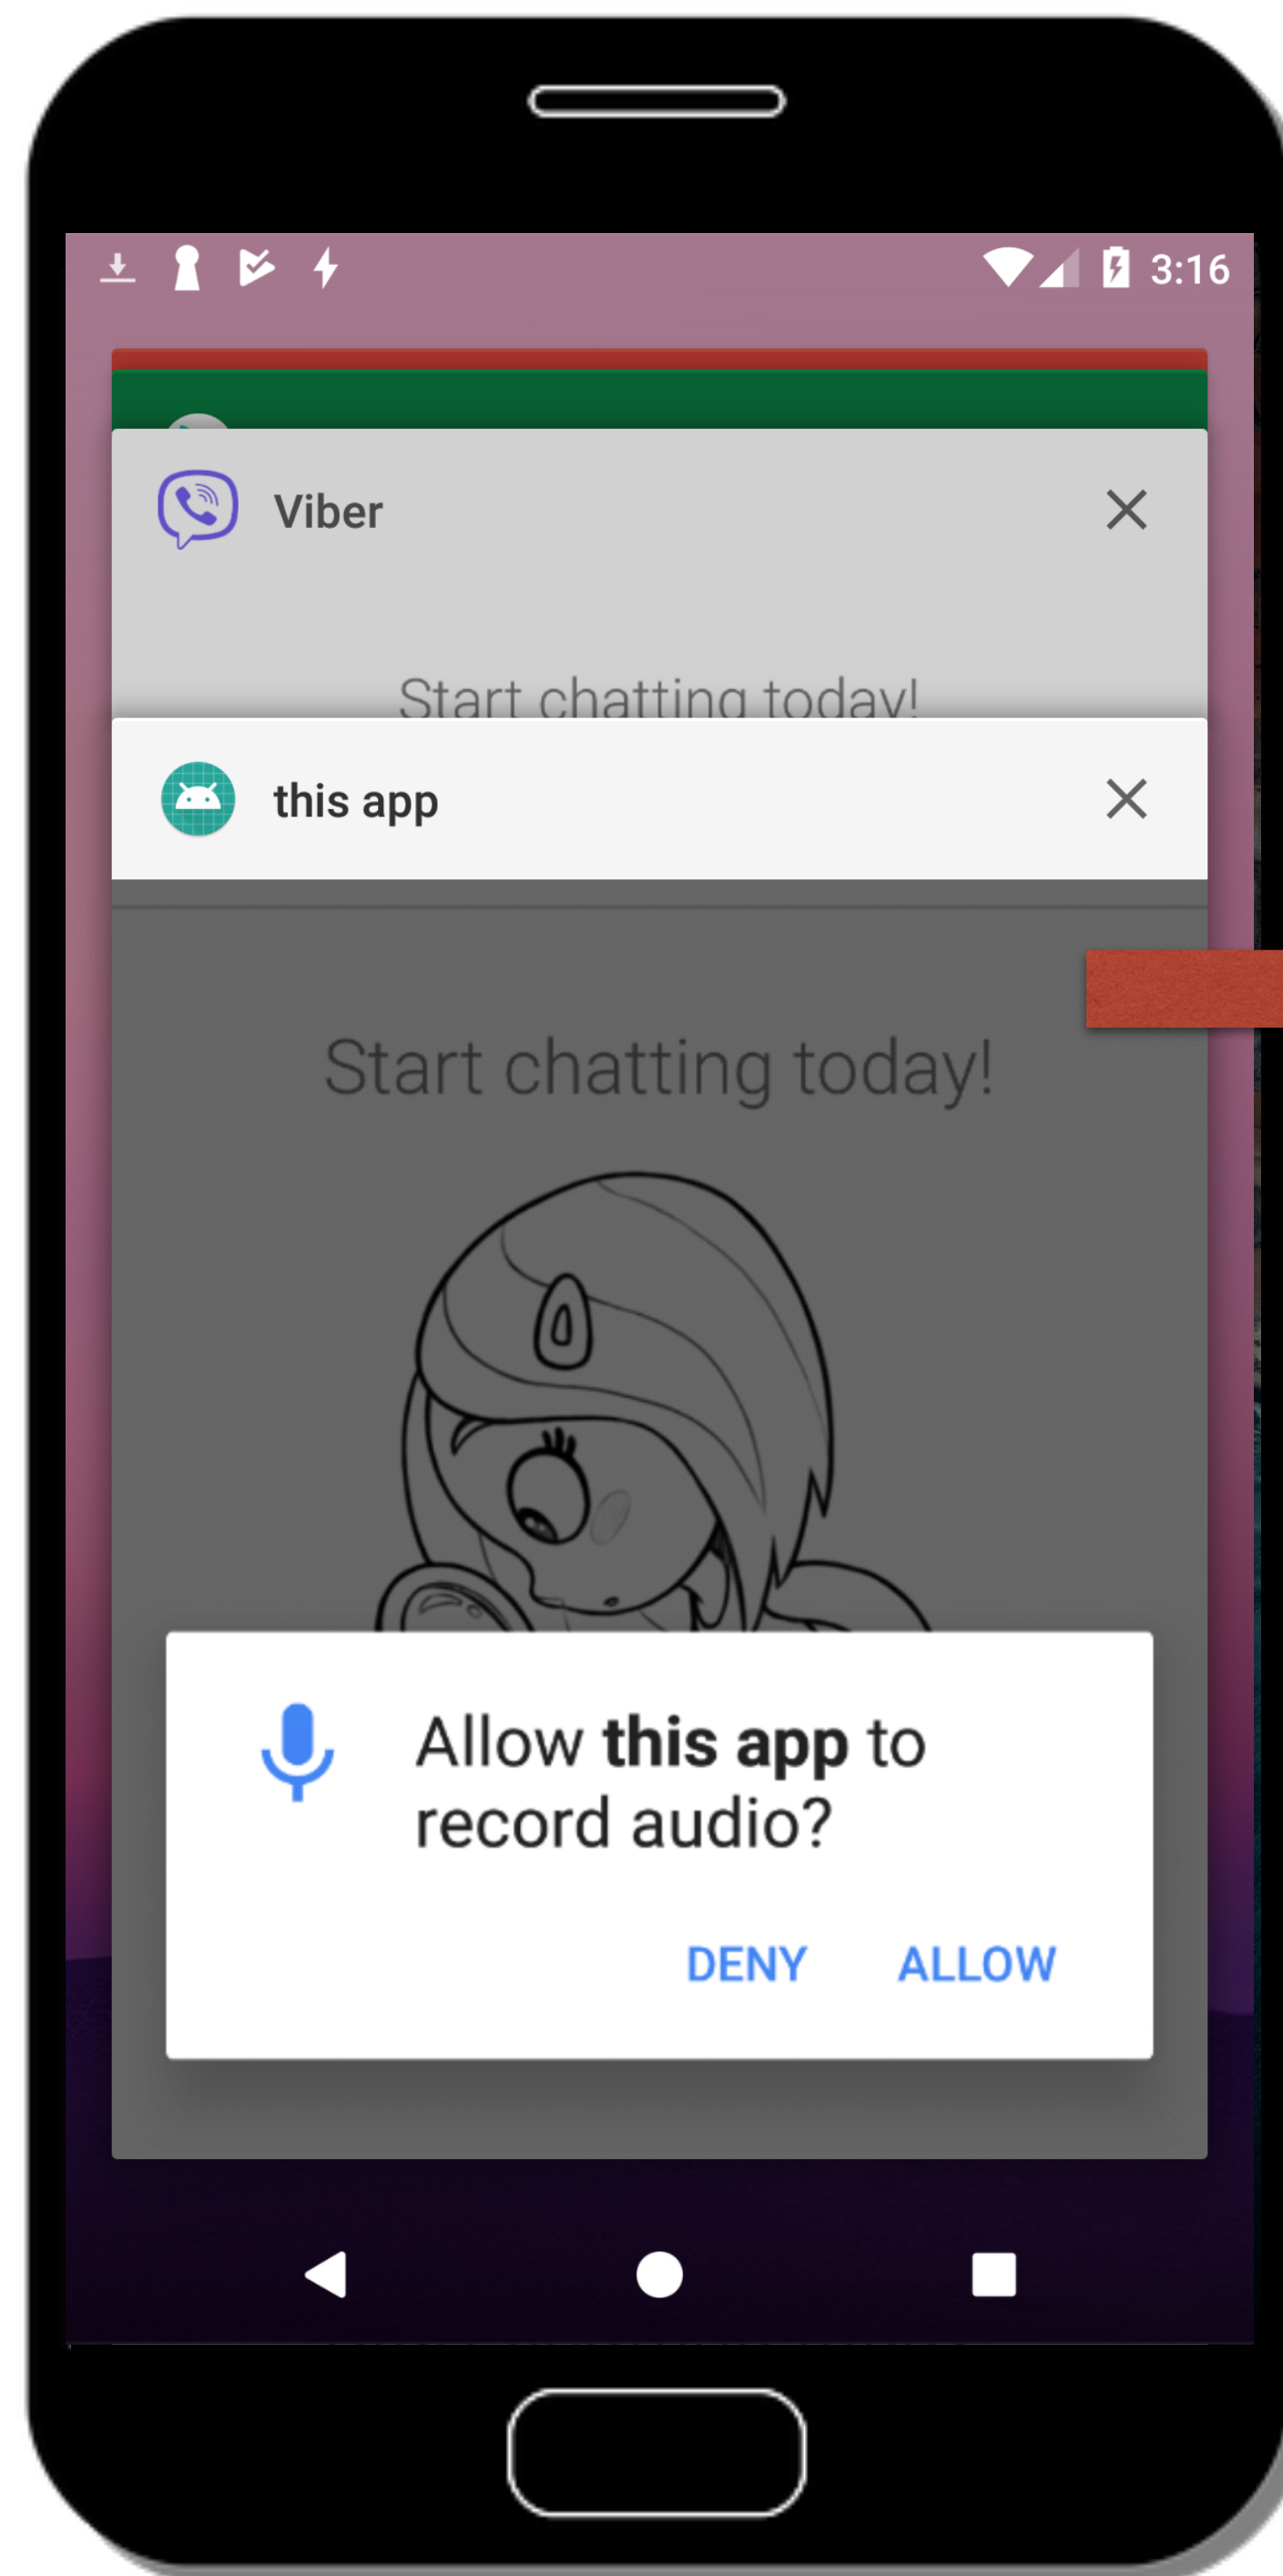 3:16
Viber
Start chatting today!
this app
Start chatting today!
Allow this app to
record audio?
DENY ALLOW